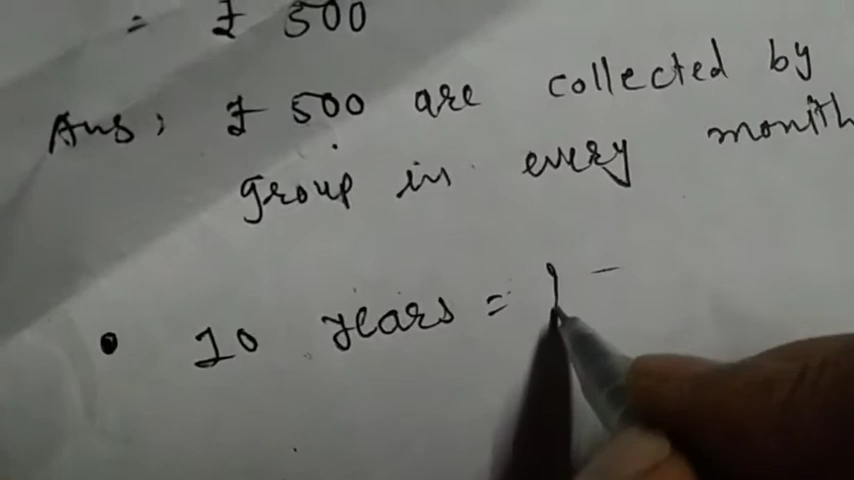 = ₹ 500
Ans, ₹ 500 are collected by
group in every month
• 10 years = 1